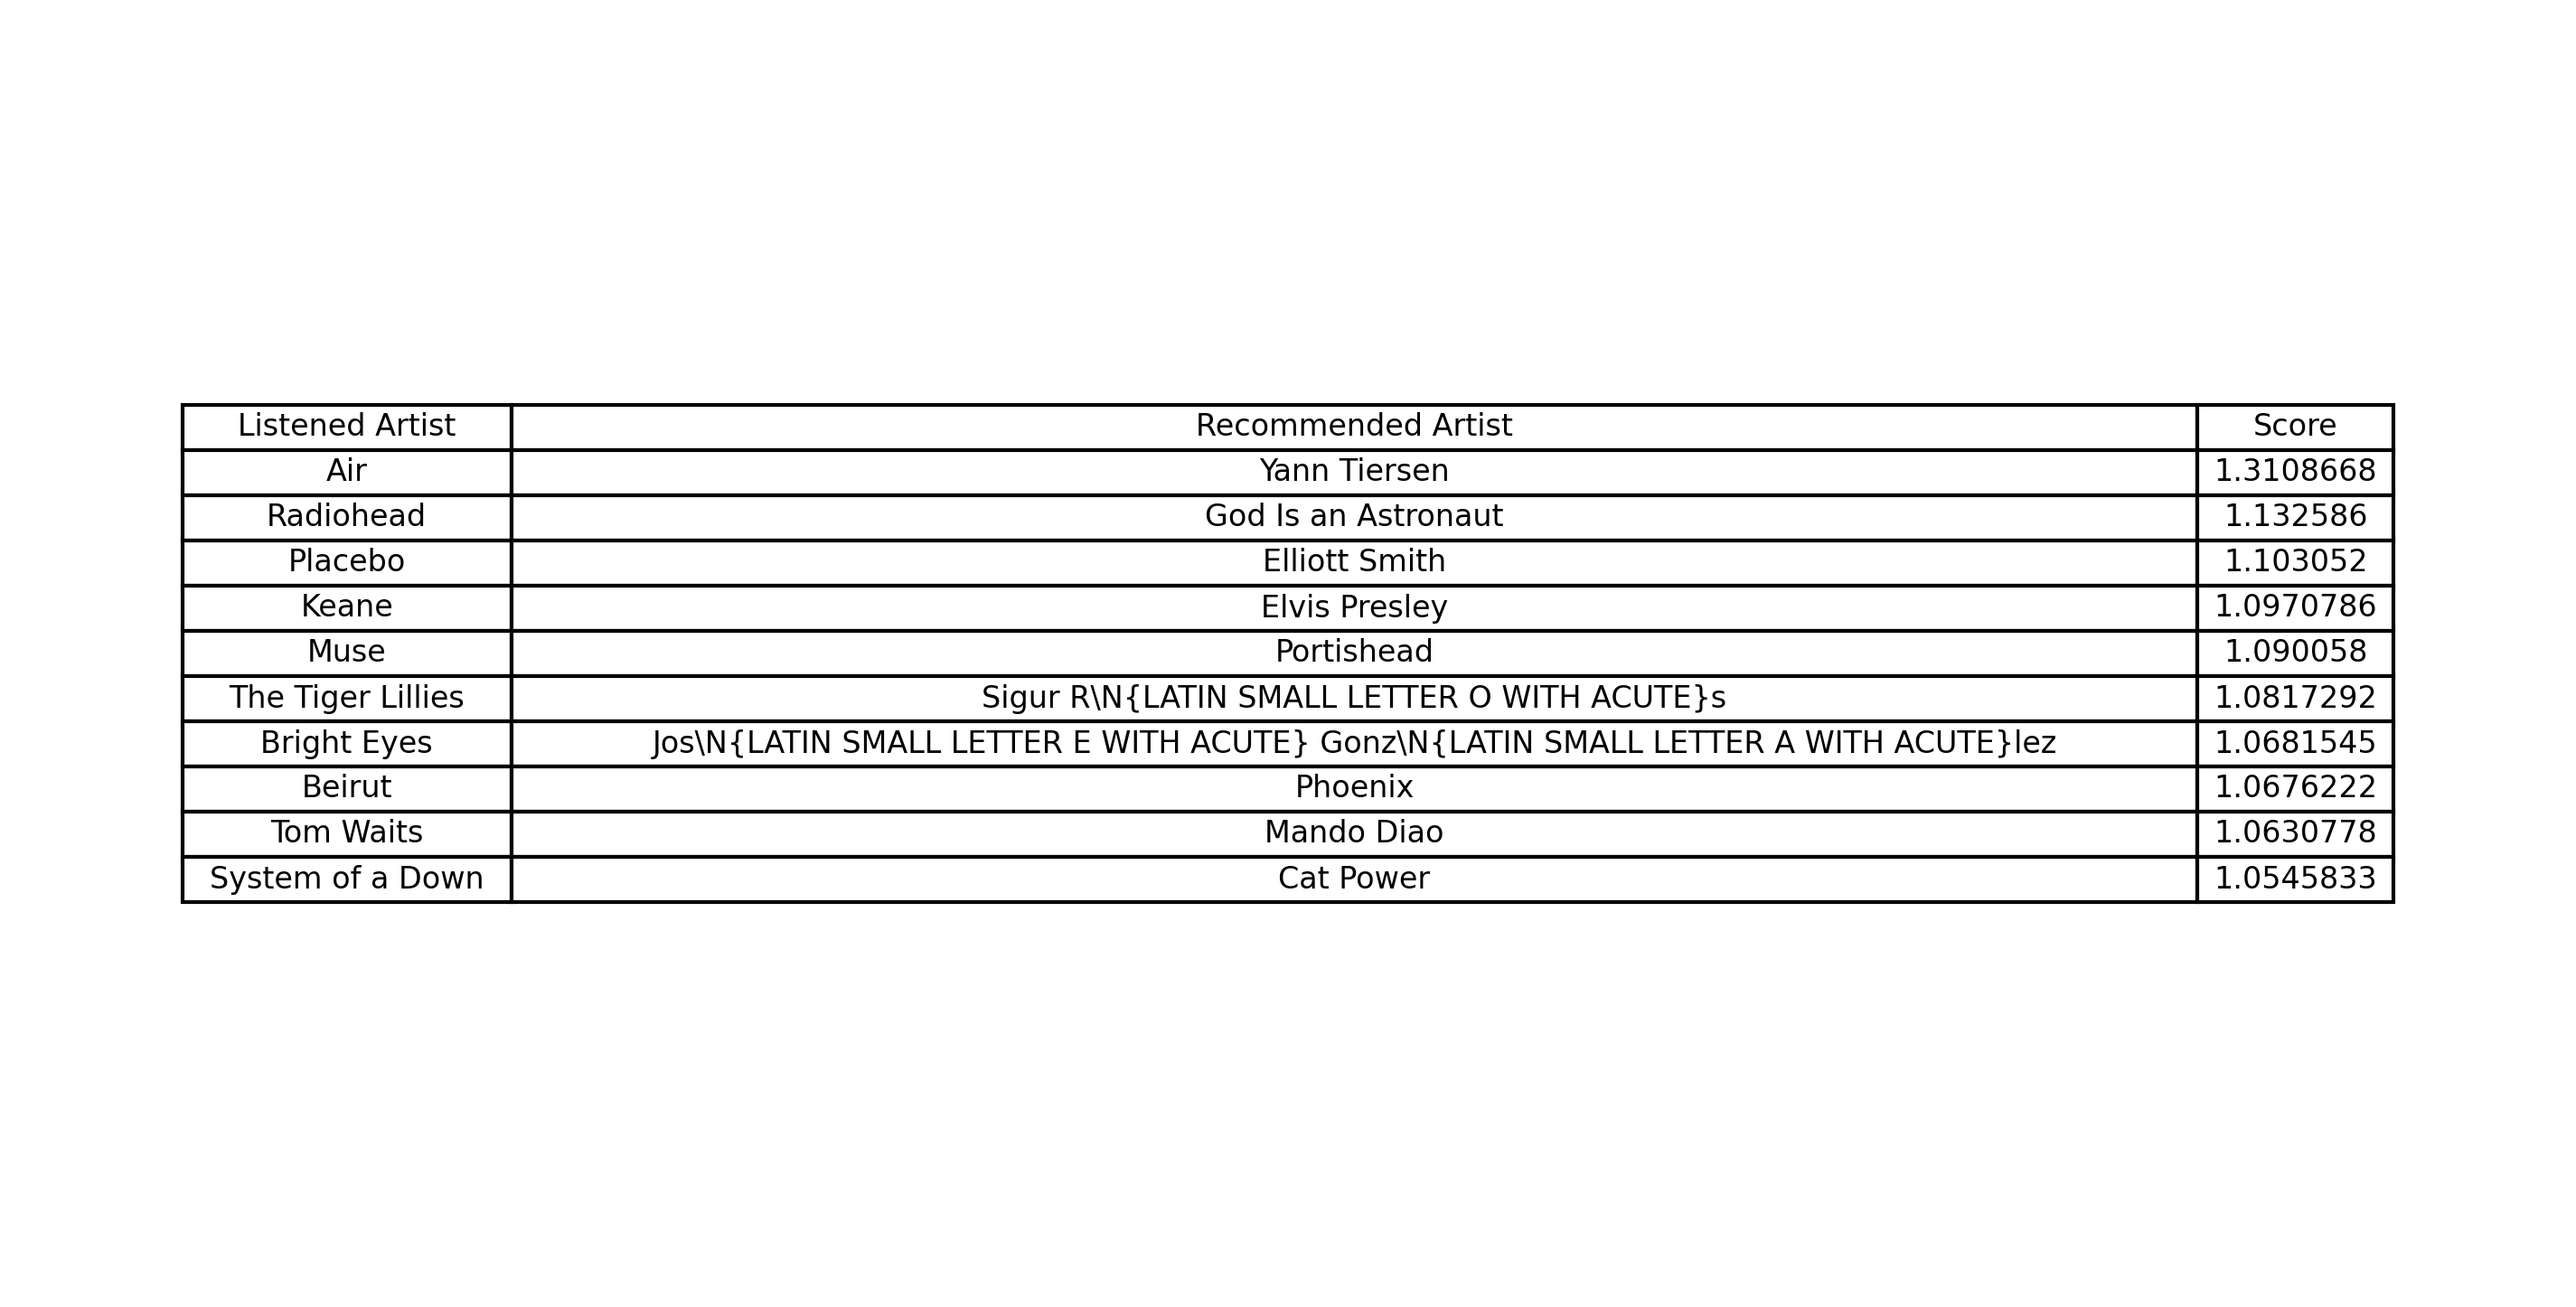 Listened Artist Recommended Artist Score
Air Yann Tiersen 1.3108668
Radiohead God Is an Astronaut 1.132586
Placebo Elliott Smith 1.103052
Keane Elvis Presley 1.0970786
Muse Portishead 1.090058
The Tiger Lillies Sigur R\N{LATIN SMALL LETTER O WITH ACUTE}s 1.0817292
Bright Eyes Jos\N{LATIN SMALL LETTER E WITH ACUTE} Gonz\N{LATIN SMALL LETTER A WITH ACUTE}lez 1.0681545
Beirut Phoenix 1.0676222
Tom Waits Mando Diao 1.0630778
System of a Down Cat Power 1.0545833